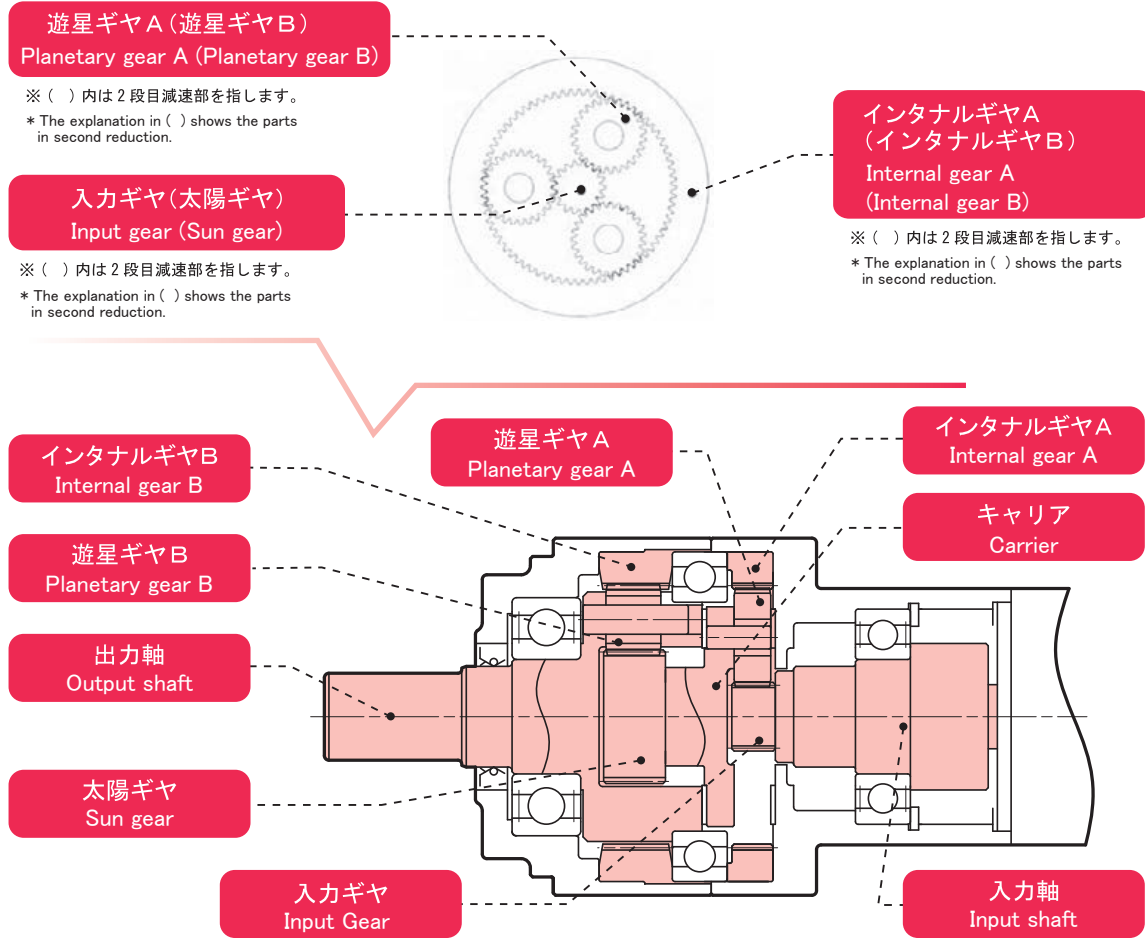 遊星ギヤA(遊星ギヤB)
Planetary gear A (Planetary gear B)
※( )内は2段目減速部を指します。
* The explanation in ( ) shows the parts
in second reduction.
入力ギヤ(太陽ギヤ)
Input gear (Sun gear)
※( )内は2段目減速部を指します。
* The explanation in ( ) shows the parts
in second reduction.
インタナルギヤA
(インタナルギヤB)
Internal gear A
(Internal gear B)
※( )内は2段目減速部を指します。
* The explanation in ( ) shows the parts
in second reduction.
インタナルギヤB
Internal gear B
遊星ギヤA
Planetary gear A
インタナルギヤA
Internal gear A
遊星ギヤB
Planetary gear B
キャリア
Carrier
出力軸
Output shaft
太陽ギヤ
Sun gear
入力ギヤ
Input Gear
入力軸
Input shaft